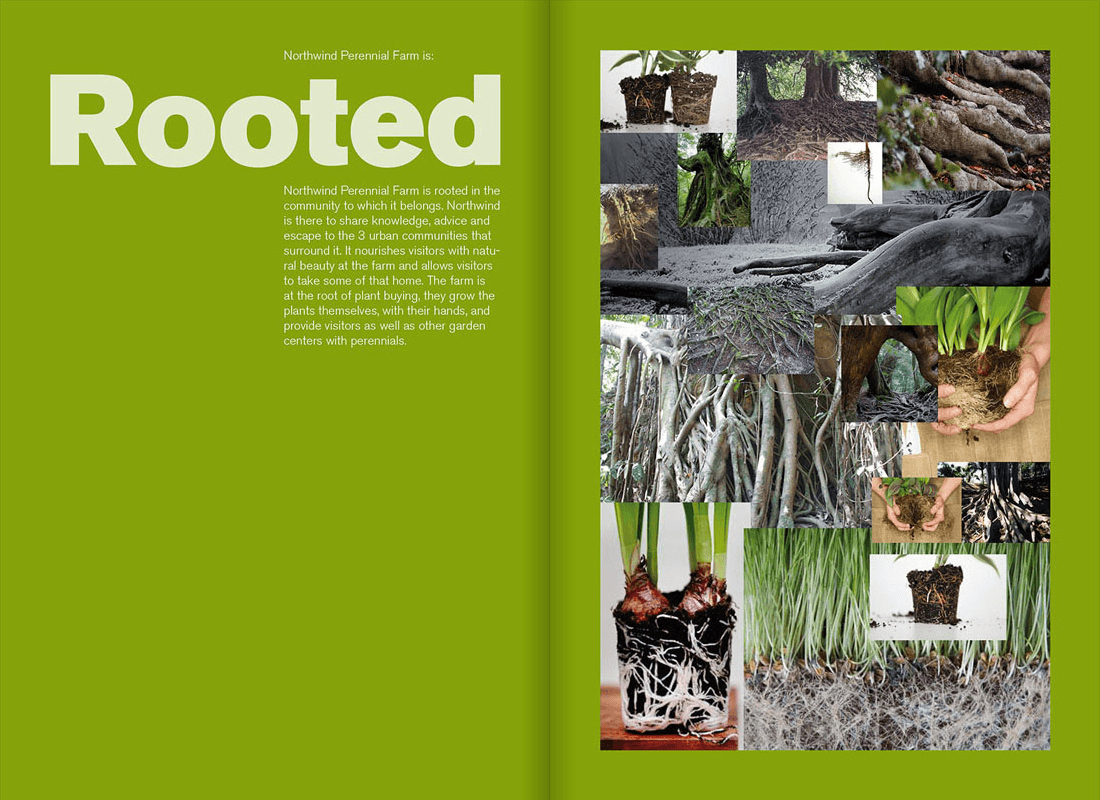 Northwind Perennial Farm is:
Rooted
Northwind Perennial Farm is rooted in the
community to which it belongs. Northwind
is there to share knowledge, advice and
escape to the 3 urban communities that
surround it. It nourishes visitors with natu-
ral beauty at the farm and allows visitors
to take some of that home. The farm is
at the root of plant buying, they grow the
plants themselves, with their hands, and
provide visitors as well as other garden
centers with perennials.